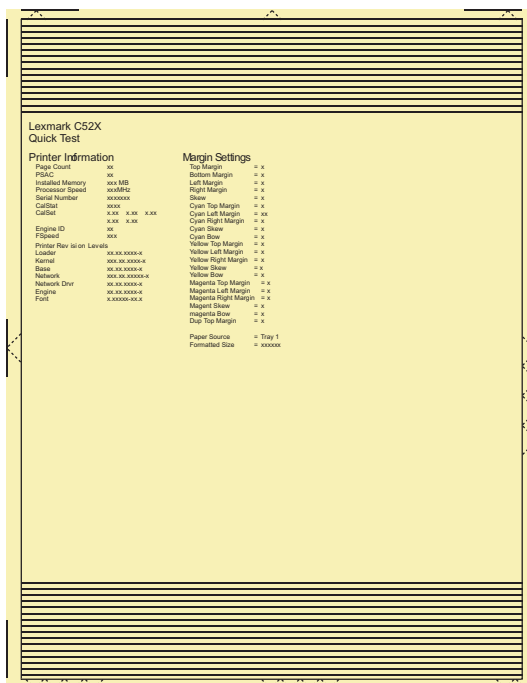 Lexmark C52X
Quick Test
Printer Information
Page Count xx
PSAC xx
Installed Memory xxx MB
Processor Speed xxxMHz
Serial Number xxxxxxx
CalStat xxxx
CalSet x.xx x.xx x.xx
x.xx x.xx
Engine ID xx
FSpeed xxx
Printer Revision Levels
Loader xx.xx.xxxx-x
Kernel xxx.xx.xxxx-x
Base xx.xx.xxxx-x
Network xx.xx.xxxxx-x
Network Drvr xx.xx.xxxx-x
Engine xx.xx.xxxx-x
Font x.xxxxx-xx.x
Margin Settings
Top Margin = x
Bottom Margin = x
Left Margin = x
Right Margin = x
Skew = x
Cyan Top Margin = x
Cyan Left Margin = xx
Cyan Right Margin = x
Cyan Skew = x
Cyan Bow = x
Yellow Top Margin = x
Yellow Left Margin = x
Yellow Right Margin = x
Yellow Skew = x
Yellow Bow = x
Magenta Top Margin = x
Magenta Left Margin = x
Magenta Right Margin = x
Magent Skew = x
magenta Bow = x
Dup Top Margin = x
Paper Source = Tray 1
Formatted Size = xxxxxx